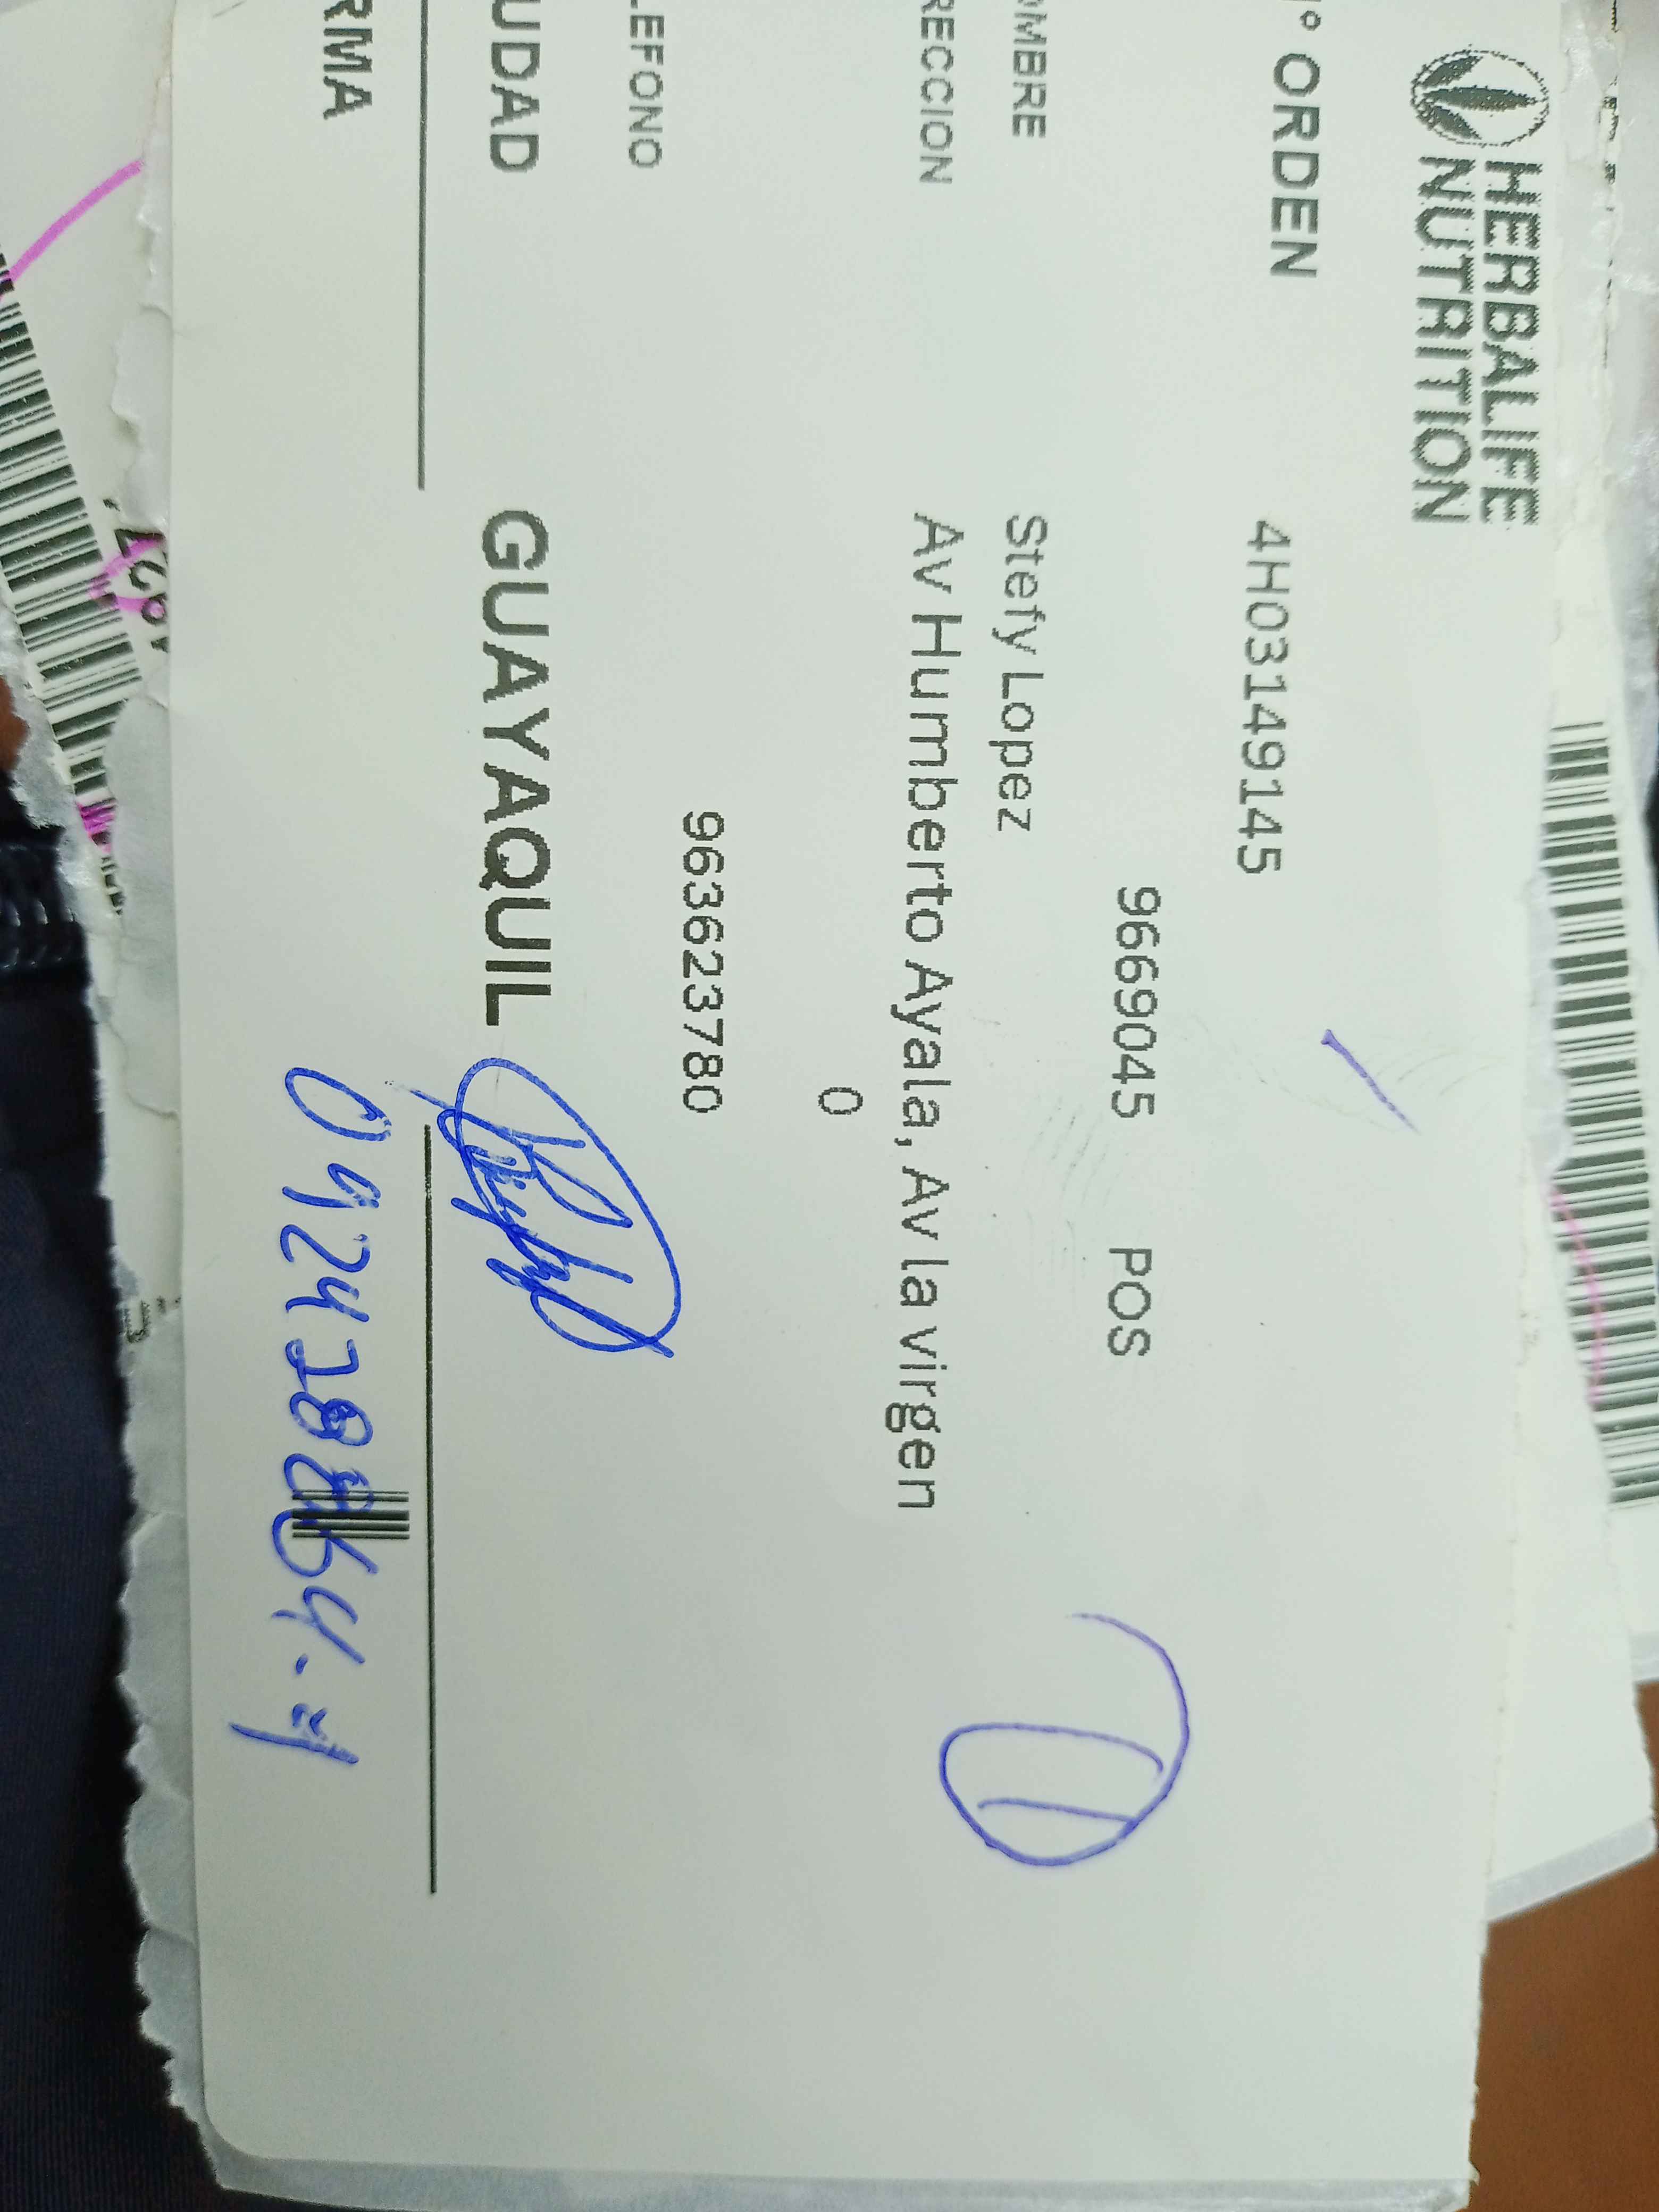 HERBALIFE
NUTRITION
N° ORDEN 4H03149145
9669045 POS
OMBRE Stefy Lopez
RECCION Av Humberto Ayala, Av la virgen
0
LEFONO 963623780
UDAD GUAYAQUIL
RMA